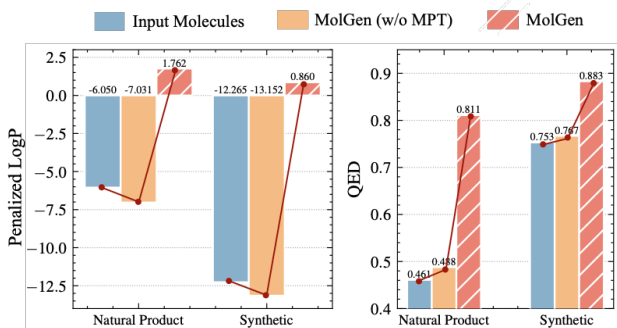 Input Molecules MolGen (w/o MPT) MolGen
Penalized LogP
2.5
0.0
−2.5
−5.0
−7.5
−10.0
−12.5
-6.050 -7.031 1.762 -12.265 -13.152 0.860
Natural Product Synthetic
QED
0.9
0.8
0.7
0.6
0.5
0.4
0.461 0.488 0.811 0.753 0.767 0.883
Natural Product Synthetic